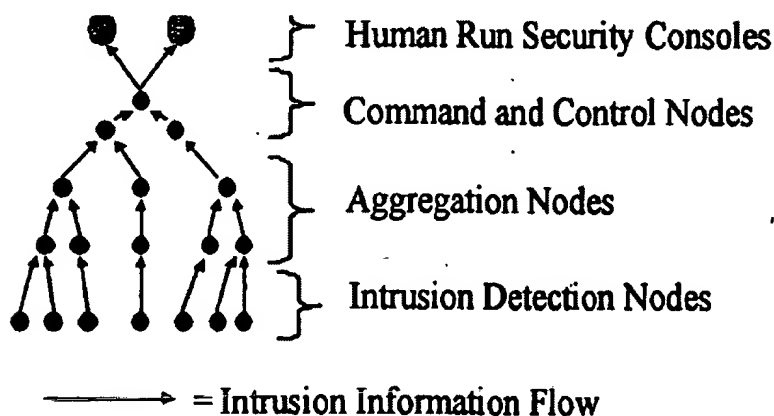 Human Run Security Consoles
Command and Control Nodes
Aggregation Nodes
Intrusion Detection Nodes
= Intrusion Information Flow